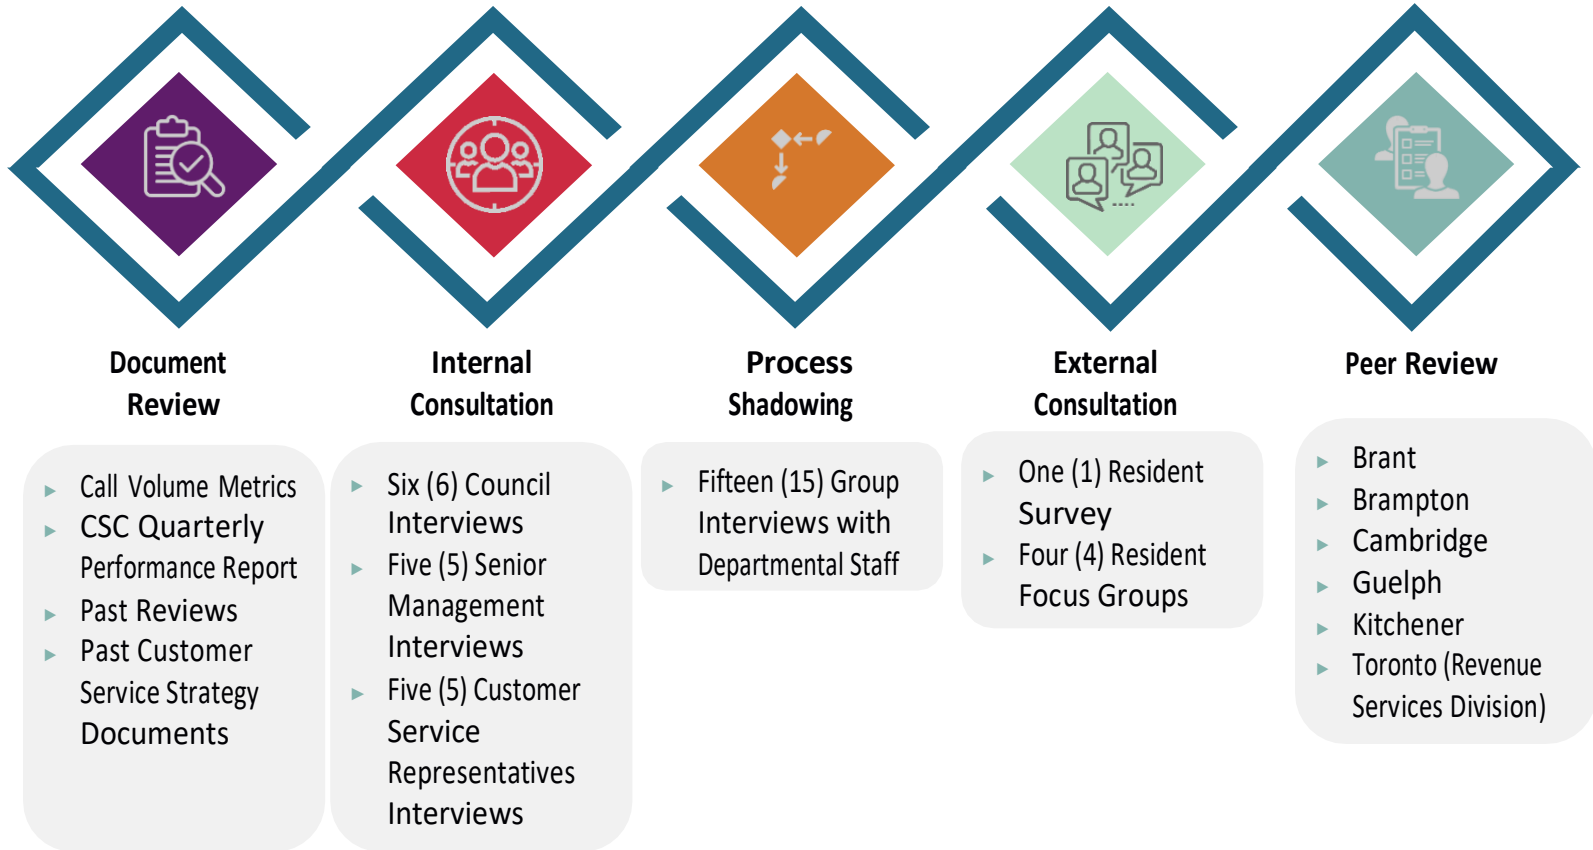 Document
Review
Internal
Consultation
Process
Shadowing
External
Consultation
Peer Review
► Call Volume Metrics
► CSC Quarterly
Performance Report
► Past Reviews
► Past Customer
Service Strategy
Documents
► Six (6) Council
Interviews
► Five (5) Senior
Management
Interviews
► Five (5) Customer
Service
Representatives
Interviews
► Fifteen (15) Group
Interviews with
Departmental Staff
► One (1) Resident
Survey
► Four (4) Resident
Focus Groups
► Brant
► Brampton
► Cambridge
► Guelph
► Kitchener
► Toronto (Revenue
Services Division)